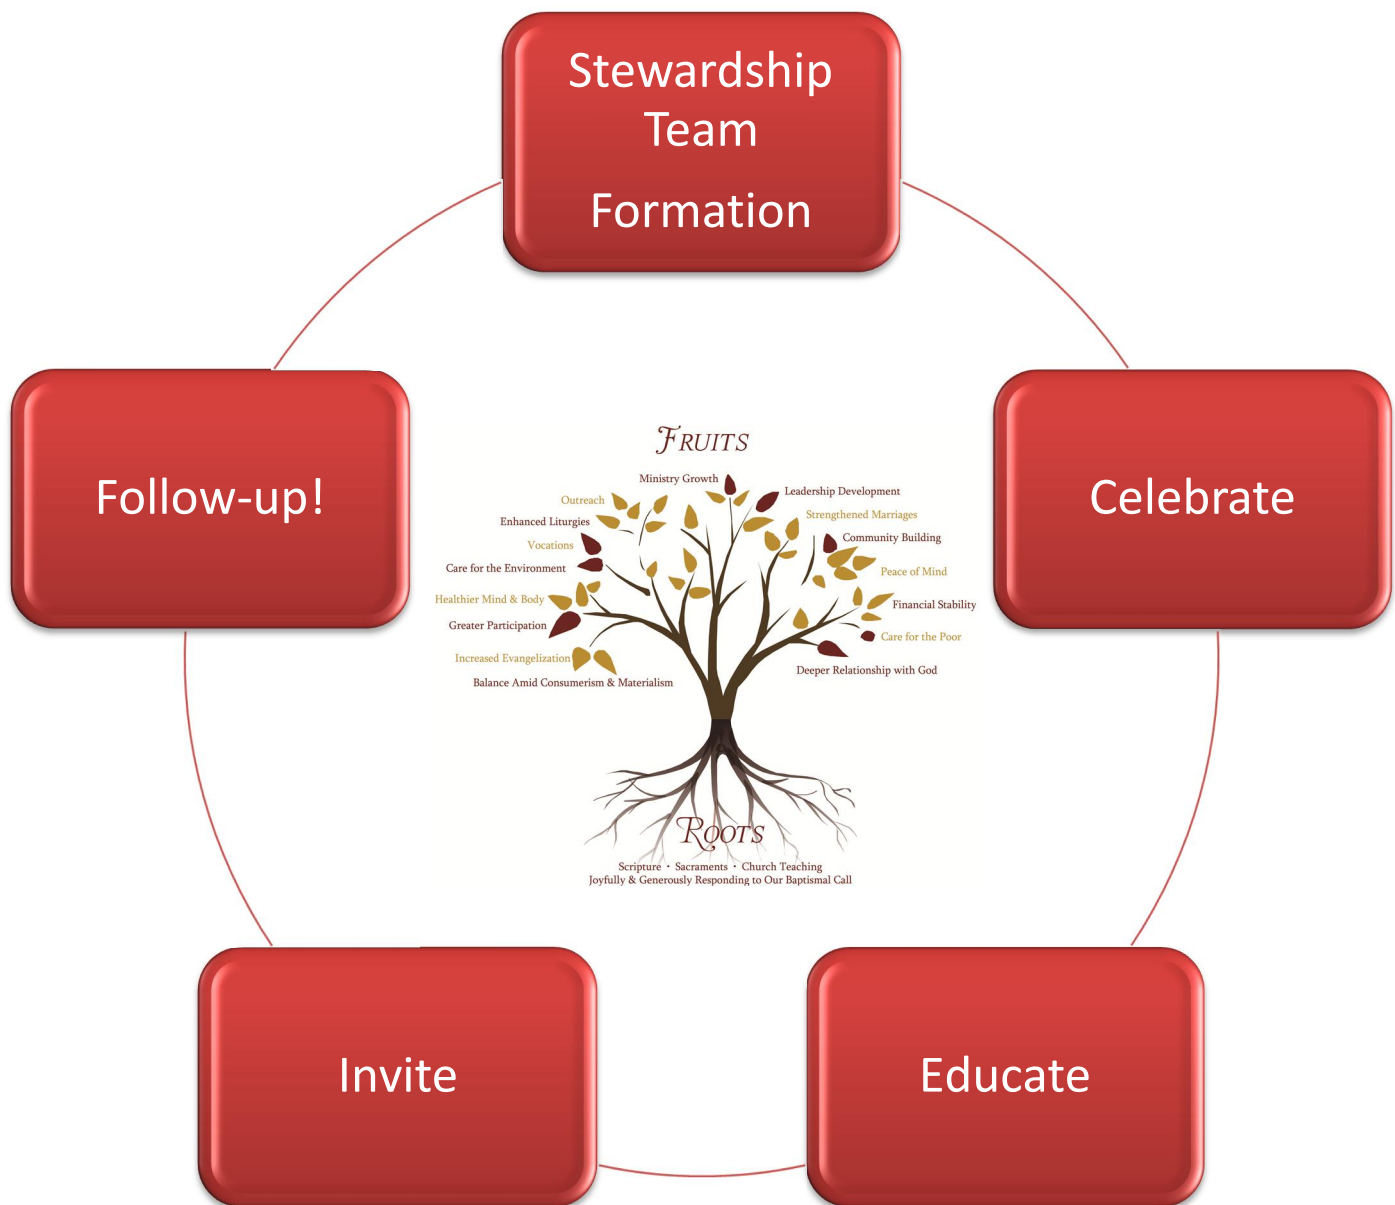 Stewardship
Team
Formation
Follow-up!
Celebrate
FRUITS
Ministry Growth
Leadership Development
Outreach
Strengthened Marriages
Enhanced Liturgies
Community Building
Vocations
Care for the Environment
Peace of Mind
Healthier Mind & Body
Financial Stability
Greater Participation
Care for the Poor
Increased Evangelization
Deeper Relationship with God
Balance Amid Consumerism & Materialism
ROOTS
Scripture • Sacraments • Church Teaching
Joyfully & Generously Responding to Our Baptismal Call
Invite
Educate